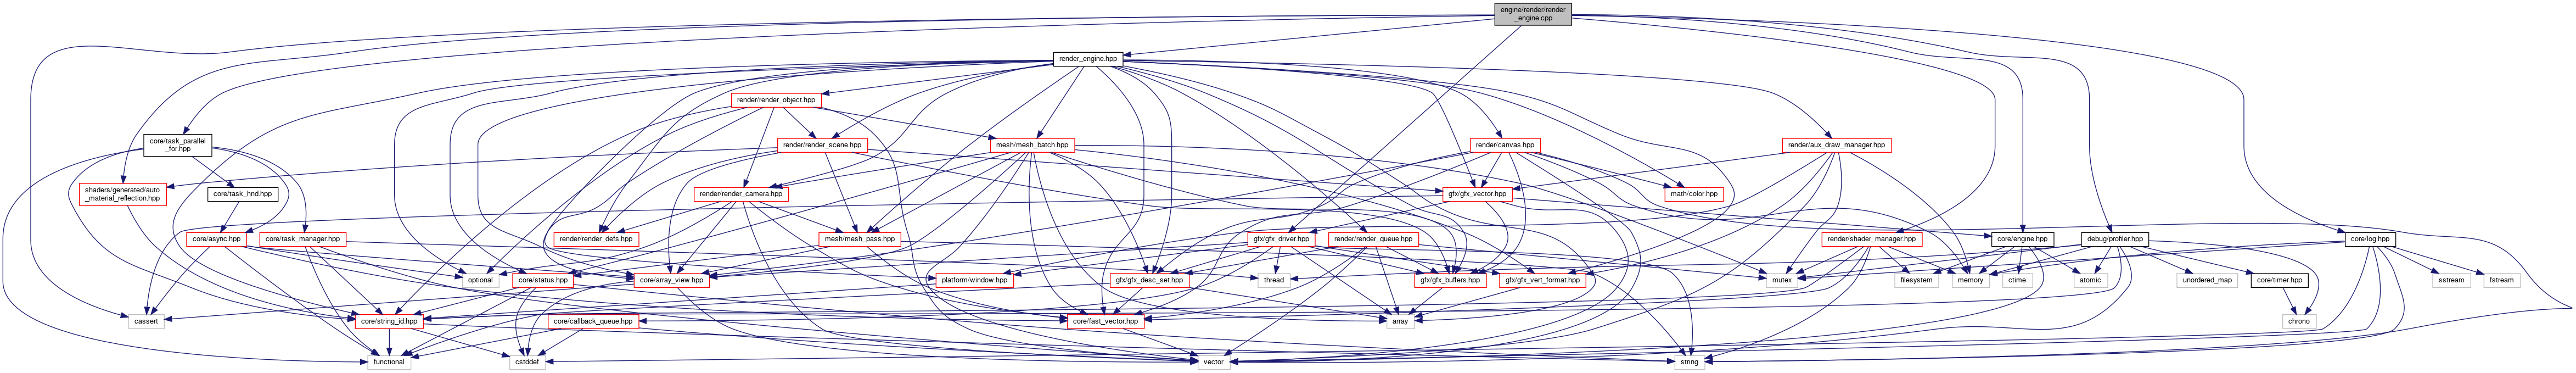 engine/render/render
_engine.cpp
render_engine.hpp
render/render_object.hpp
core/task_parallel
_for.hpp
render/render_scene.hpp
mesh/mesh_batch.hpp
render/canvas.hpp
render/aux_draw_manager.hpp
shaders/generated/auto
_material_reflection.hpp
core/task_hnd.hpp
render/render_camera.hpp
gfx/gfx_vector.hpp
math/color.hpp
core/async.hpp
core/task_manager.hpp
render/render_defs.hpp
mesh/mesh_pass.hpp
gfx/gfx_driver.hpp
render/render_queue.hpp
render/shader_manager.hpp
core/engine.hpp
debug/profiler.hpp
core/log.hpp
optional
core/status.hpp
core/array_view.hpp
platform/window.hpp
gfx/gfx_desc_set.hpp
thread
gfx/gfx_buffers.hpp
gfx/gfx_vert_format.hpp
mutex
filesystem
memory
ctime
atomic
unordered_map
core/timer.hpp
sstream
fstream
cassert
core/string_id.hpp
core/callback_queue.hpp
core/fast_vector.hpp
array
chrono
functional
cstddef
vector
string